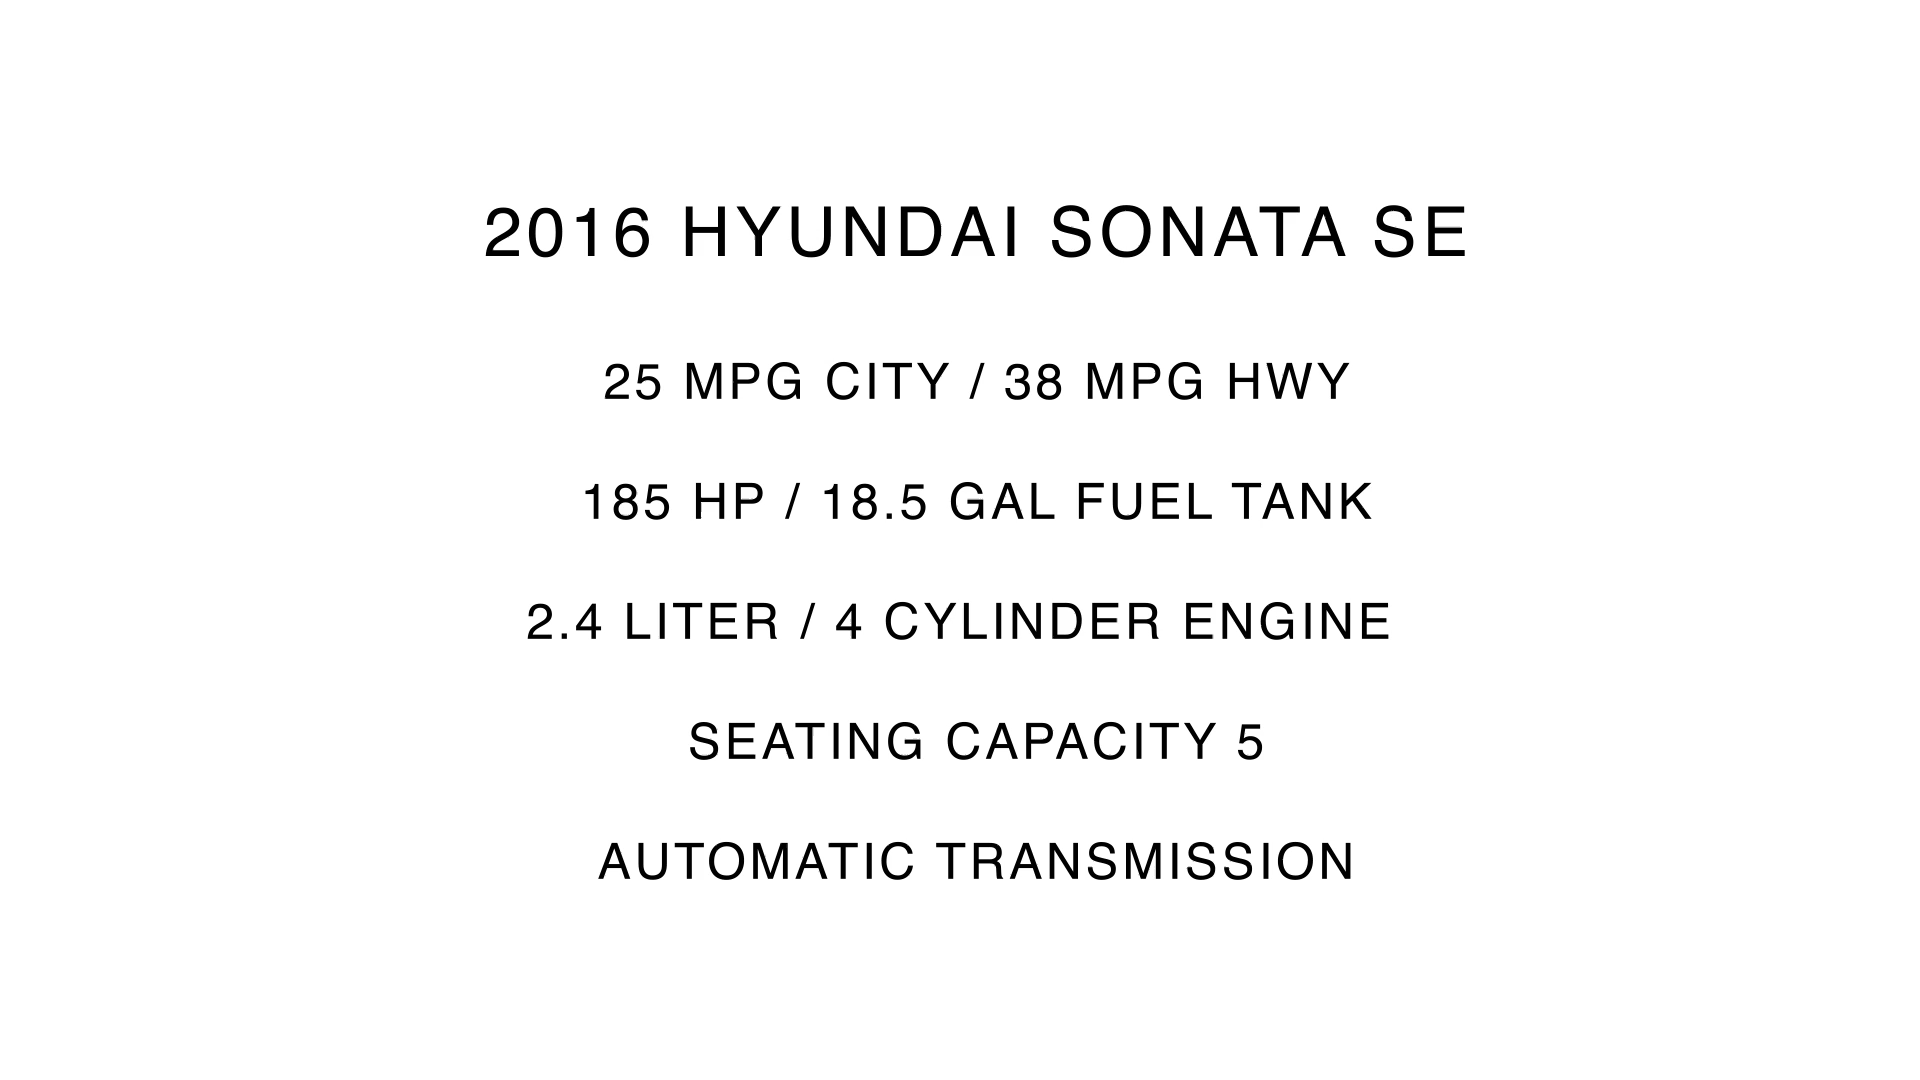 2016 HYUNDAI SONATA SE
25 MPG CITY / 38 MPG HWY
185 HP / 18.5 GAL FUEL TANK
2.4 LITER / 4 CYLINDER ENGINE
SEATING CAPACITY 5
AUTOMATIC TRANSMISSION